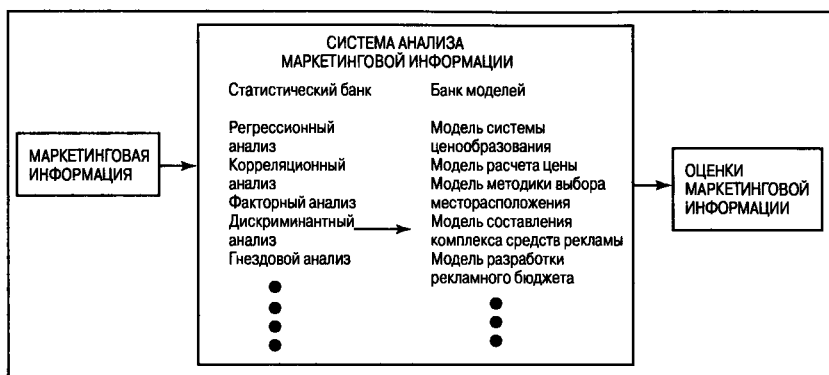 СИСТЕМА АНАЛИЗА
МАРКЕТИНГОВОЙ ИНФОРМАЦИИ
МАРКЕТИНГОВАЯ
ИНФОРМАЦИЯ
Статистический банк
Регрессионный
анализ
Корреляционный
анализ
Факторный анализ
Дискриминантный
анализ
Гнездовой анализ
Банк моделей
Модель системы
ценообразования
Модель расчета цены
Модель методики выбора
месторасположения
Модель составления
комплекса средств рекламы
Модель разработки
рекламного бюджета
ОЦЕНКИ
МАРКЕТИНГОВОЙ
ИНФОРМАЦИИ